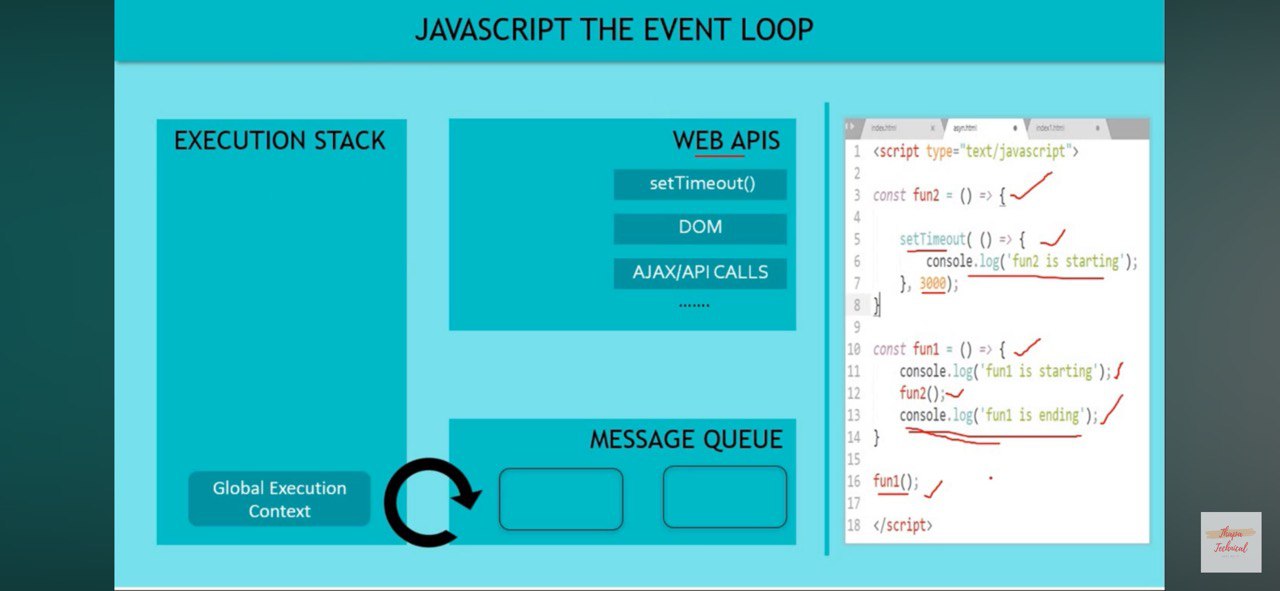 JAVASCRIPT THE EVENT LOOP
EXECUTION STACK
Global Execution
Context
WEB APIS
setTimeout()
DOM
AJAX/API CALLS
.......
MESSAGE QUEUE
index.html x asyn.html index1.html
1 <script type="text/javascript">
2
3 const fun2 = () => {
4
5 setTimeout( () => {
6 console.log('fun2 is starting');
7 }, 3000);
8 }
9
10 const fun1 = () => {
11 console.log('fun1 is starting');
12 fun2();
13 console.log('fun1 is ending');
14 }
15
16 fun1();
17
18 </script>
Thapa
Technical